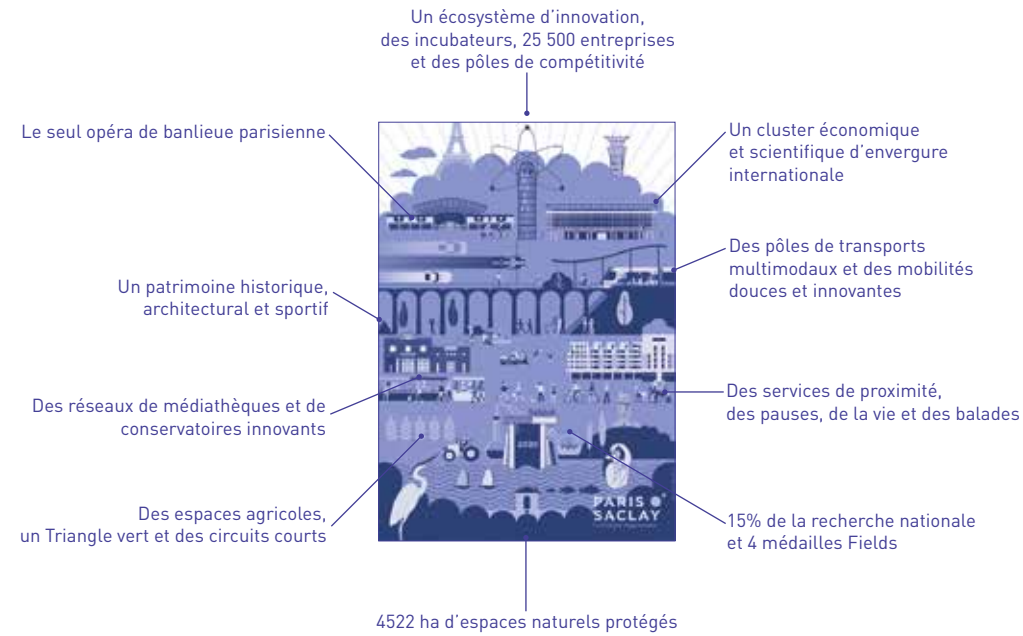 Un écosystème d'innovation,
des incubateurs, 25 500 entreprises
et des pôles de compétitivité
Le seul opéra de banlieue parisienne
Un cluster économique
et scientifique d'envergure
internationale
Des pôles de transports
multimodaux et des mobilités
douces et innovantes
Un patrimoine historique,
architectural et sportif
Des réseaux de médiathèques et de
conservatoires innovants
Des services de proximité,
des pauses, de la vie et des balades
Des espaces agricoles,
un Triangle vert et des circuits courts
PARIS
SACLAY
15% de la recherche nationale
et 4 médailles Fields
4522 ha d'espaces naturels protégés